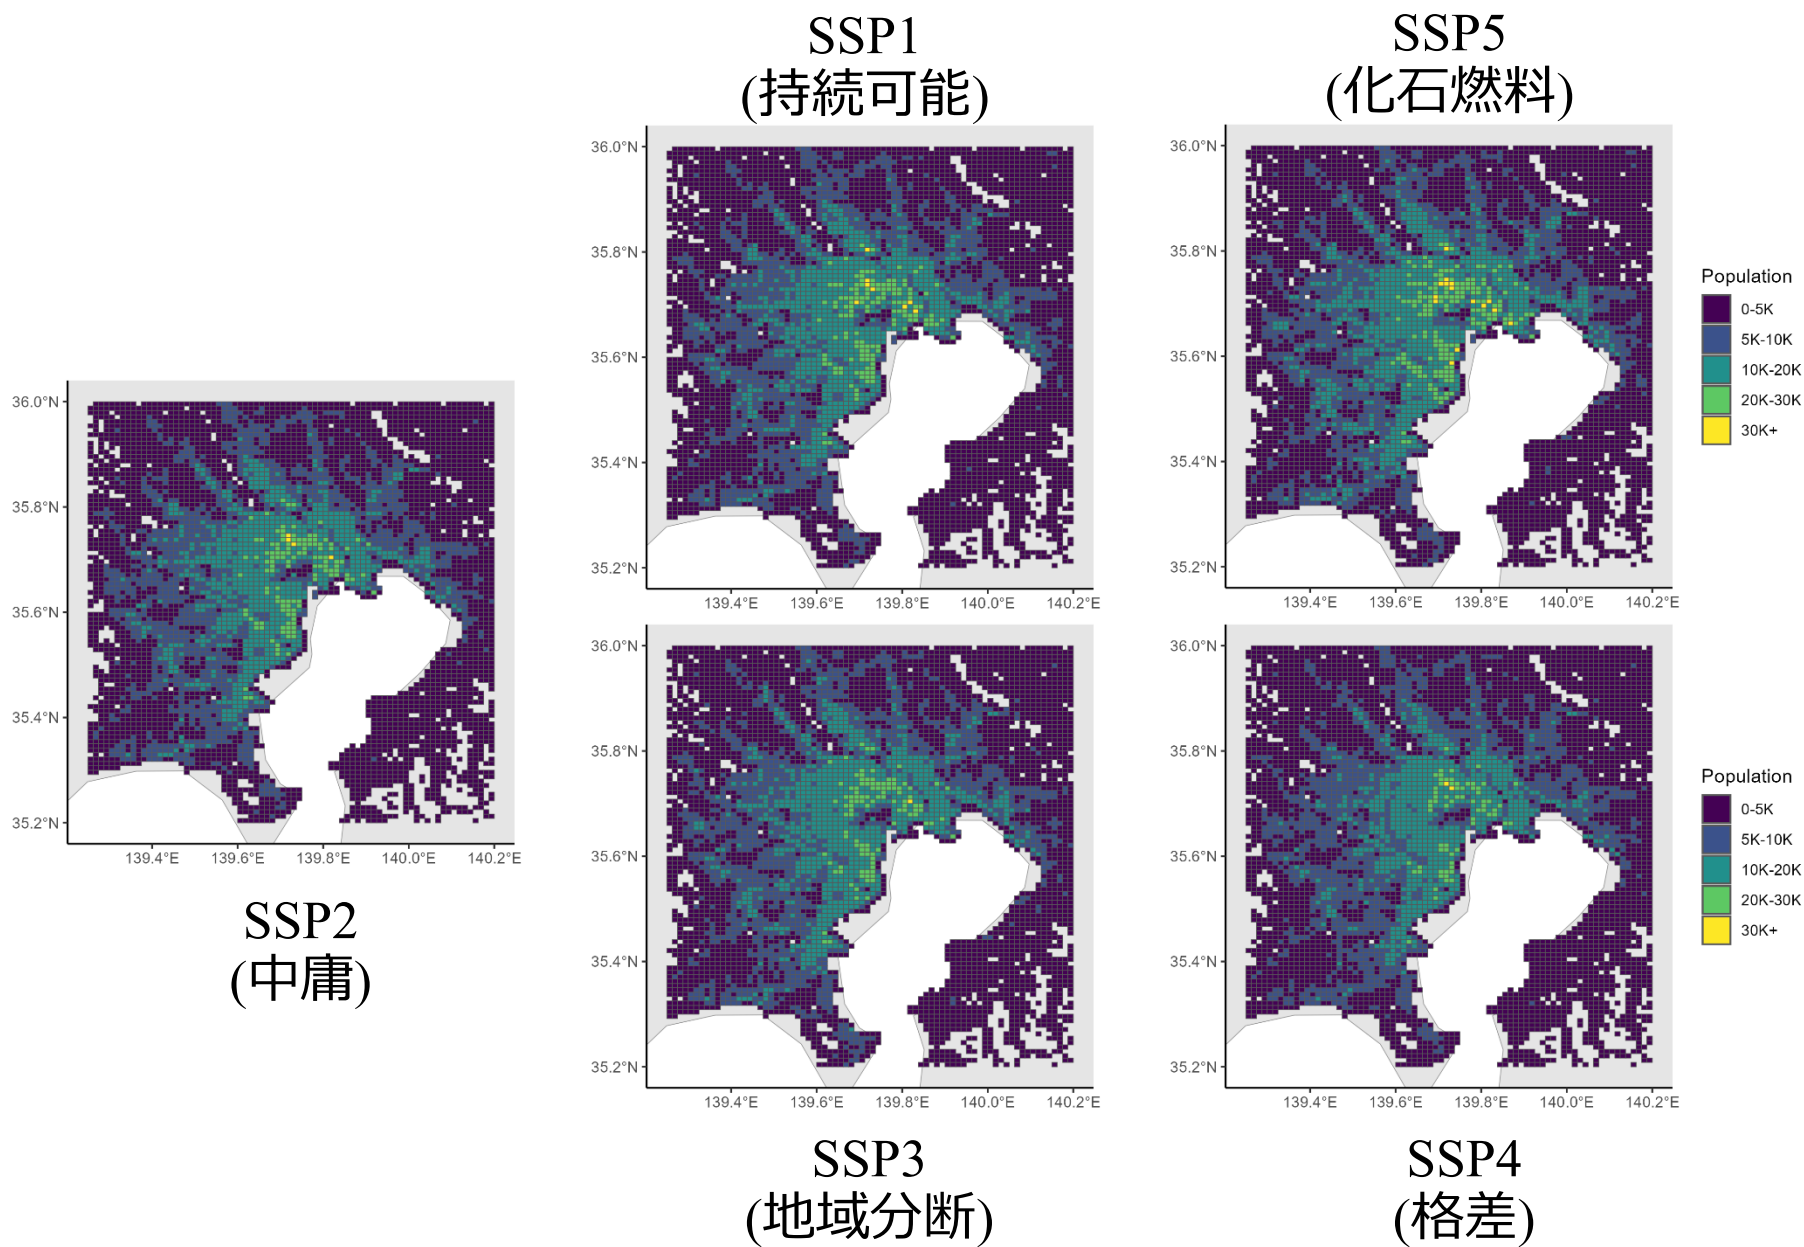 SSP1
(持続可能)
SSP5
(化石燃料)
36.0°N
35.8°N
35.6°N
35.4°N
35.2°N
139.4°E 139.6°E 139.8°E 140.0°E 140.2°E
36.0°N
35.8°N
35.6°N
35.4°N
35.2°N
139.4°E 139.6°E 139.8°E 140.0°E 140.2°E
Population
0-5K
5K-10K
10K-20K
20K-30K
30K+
36.0°N
35.8°N
35.6°N
35.4°N
35.2°N
139.4°E 139.6°E 139.8°E 140.0°E 140.2°E
SSP2
(中庸)
36.0°N
35.8°N
35.6°N
35.4°N
35.2°N
139.4°E 139.6°E 139.8°E 140.0°E 140.2°E
36.0°N
35.8°N
35.6°N
35.4°N
35.2°N
139.4°E 139.6°E 139.8°E 140.0°E 140.2°E
Population
0-5K
5K-10K
10K-20K
20K-30K
30K+
SSP3
(地域分断)
SSP4
(格差)